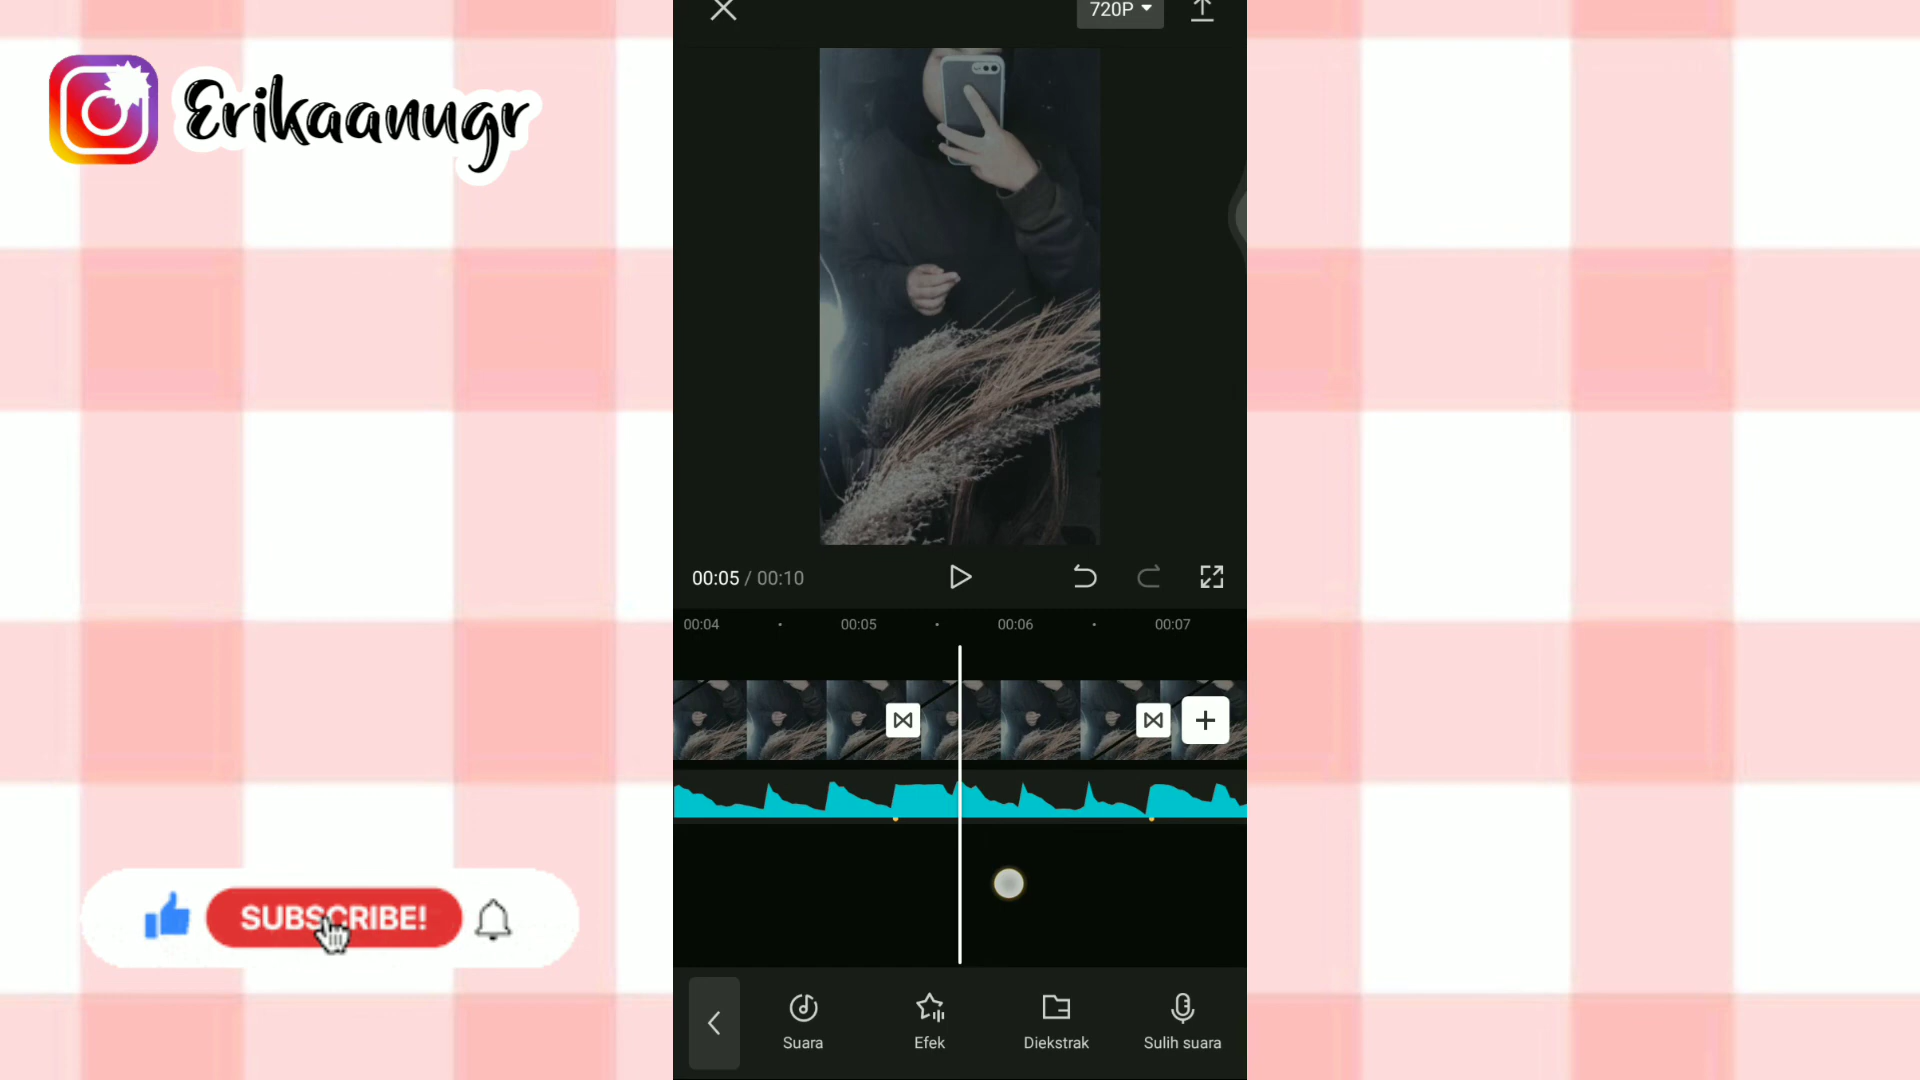 720P
Erikaanugr
00:05 / 00:10
00:04 00:05 00:06 00:07
SUBSCRIBE!
Suara Efek Diekstrak Sulih suara